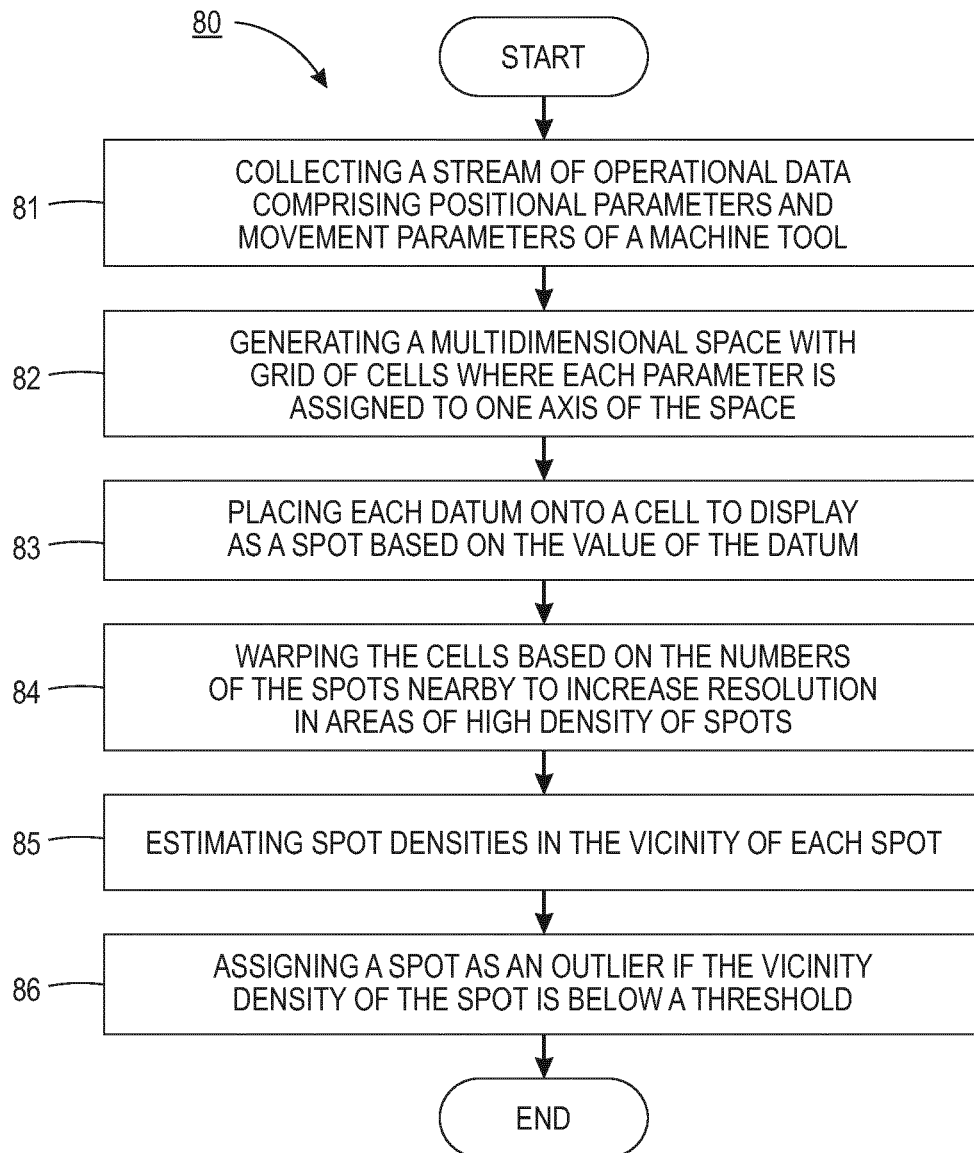 80
START
81
COLLECTING A STREAM OF OPERATIONAL DATA
COMPRISING POSITIONAL PARAMETERS AND
MOVEMENT PARAMETERS OF A MACHINE TOOL
82
GENERATING A MULTIDIMENSIONAL SPACE WITH
GRID OF CELLS WHERE EACH PARAMETER IS
ASSIGNED TO ONE AXIS OF THE SPACE
83
PLACING EACH DATUM ONTO A CELL TO DISPLAY
AS A SPOT BASED ON THE VALUE OF THE DATUM
84
WARPING THE CELLS BASED ON THE NUMBERS
OF THE SPOTS NEARBY TO INCREASE RESOLUTION
IN AREAS OF HIGH DENSITY OF SPOTS
85
ESTIMATING SPOT DENSITIES IN THE VICINITY OF EACH SPOT
86
ASSIGNING A SPOT AS AN OUTLIER IF THE VICINITY
DENSITY OF THE SPOT IS BELOW A THRESHOLD
END